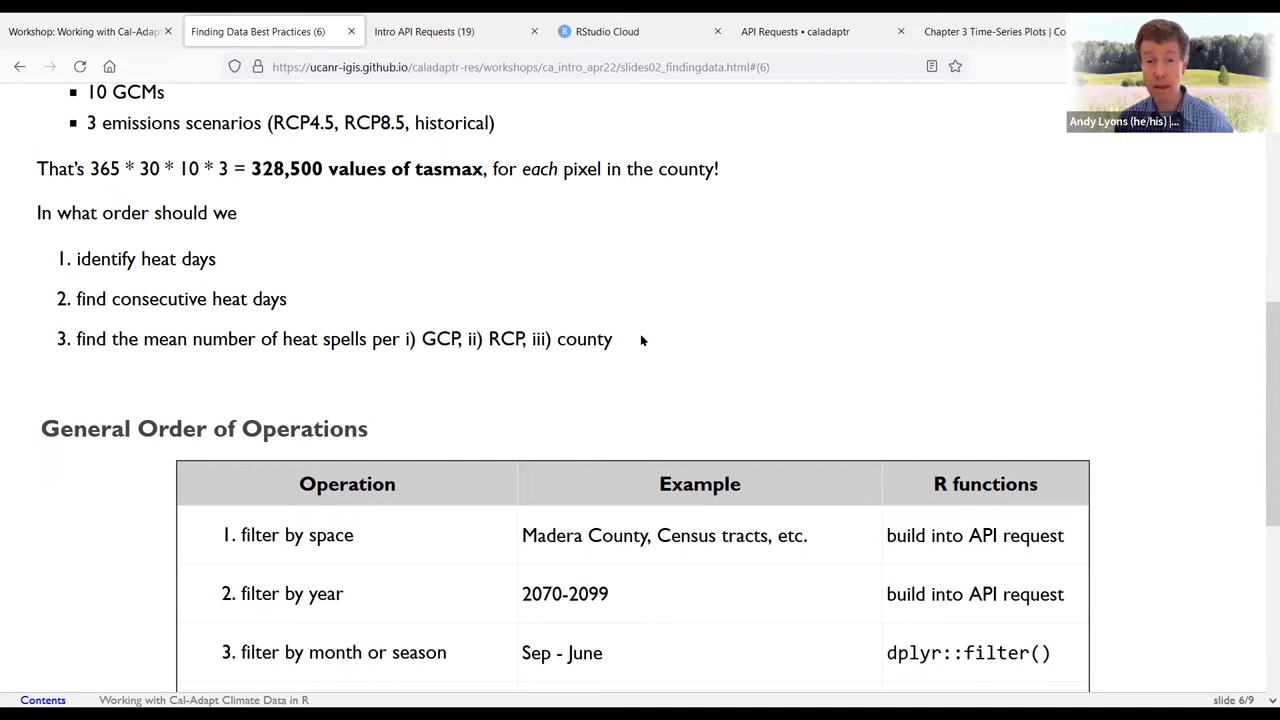 Workshop: Working with Cal-Adapt
Finding Data Best Practices (6)
Intro API Requests (19)
RStudio Cloud
API Requests • caladaptr
Chapter 3 Time-Series Plots | Co
https://ucanr-igis.github.io/caladaptr-res/workshops/ca_intro_apr22/slides02_findingdata.html#(6)
Andy Lyons (he/his) |...
10 GCMs
3 emissions scenarios (RCP4.5, RCP8.5, historical)
That's 365 * 30 * 10 * 3 = 328,500 values of tasmax, for each pixel in the county!
In what order should we
1. identify heat days
2. find consecutive heat days
3. find the mean number of heat spells per i) GCP, ii) RCP, iii) county
General Order of Operations
Operation Example R functions
1. filter by space Madera County, Census tracts, etc. build into API request
2. filter by year 2070-2099 build into API request
3. filter by month or season Sep - June dplyr::filter()
Contents Working with Cal-Adapt Climate Data in R slide 6/9